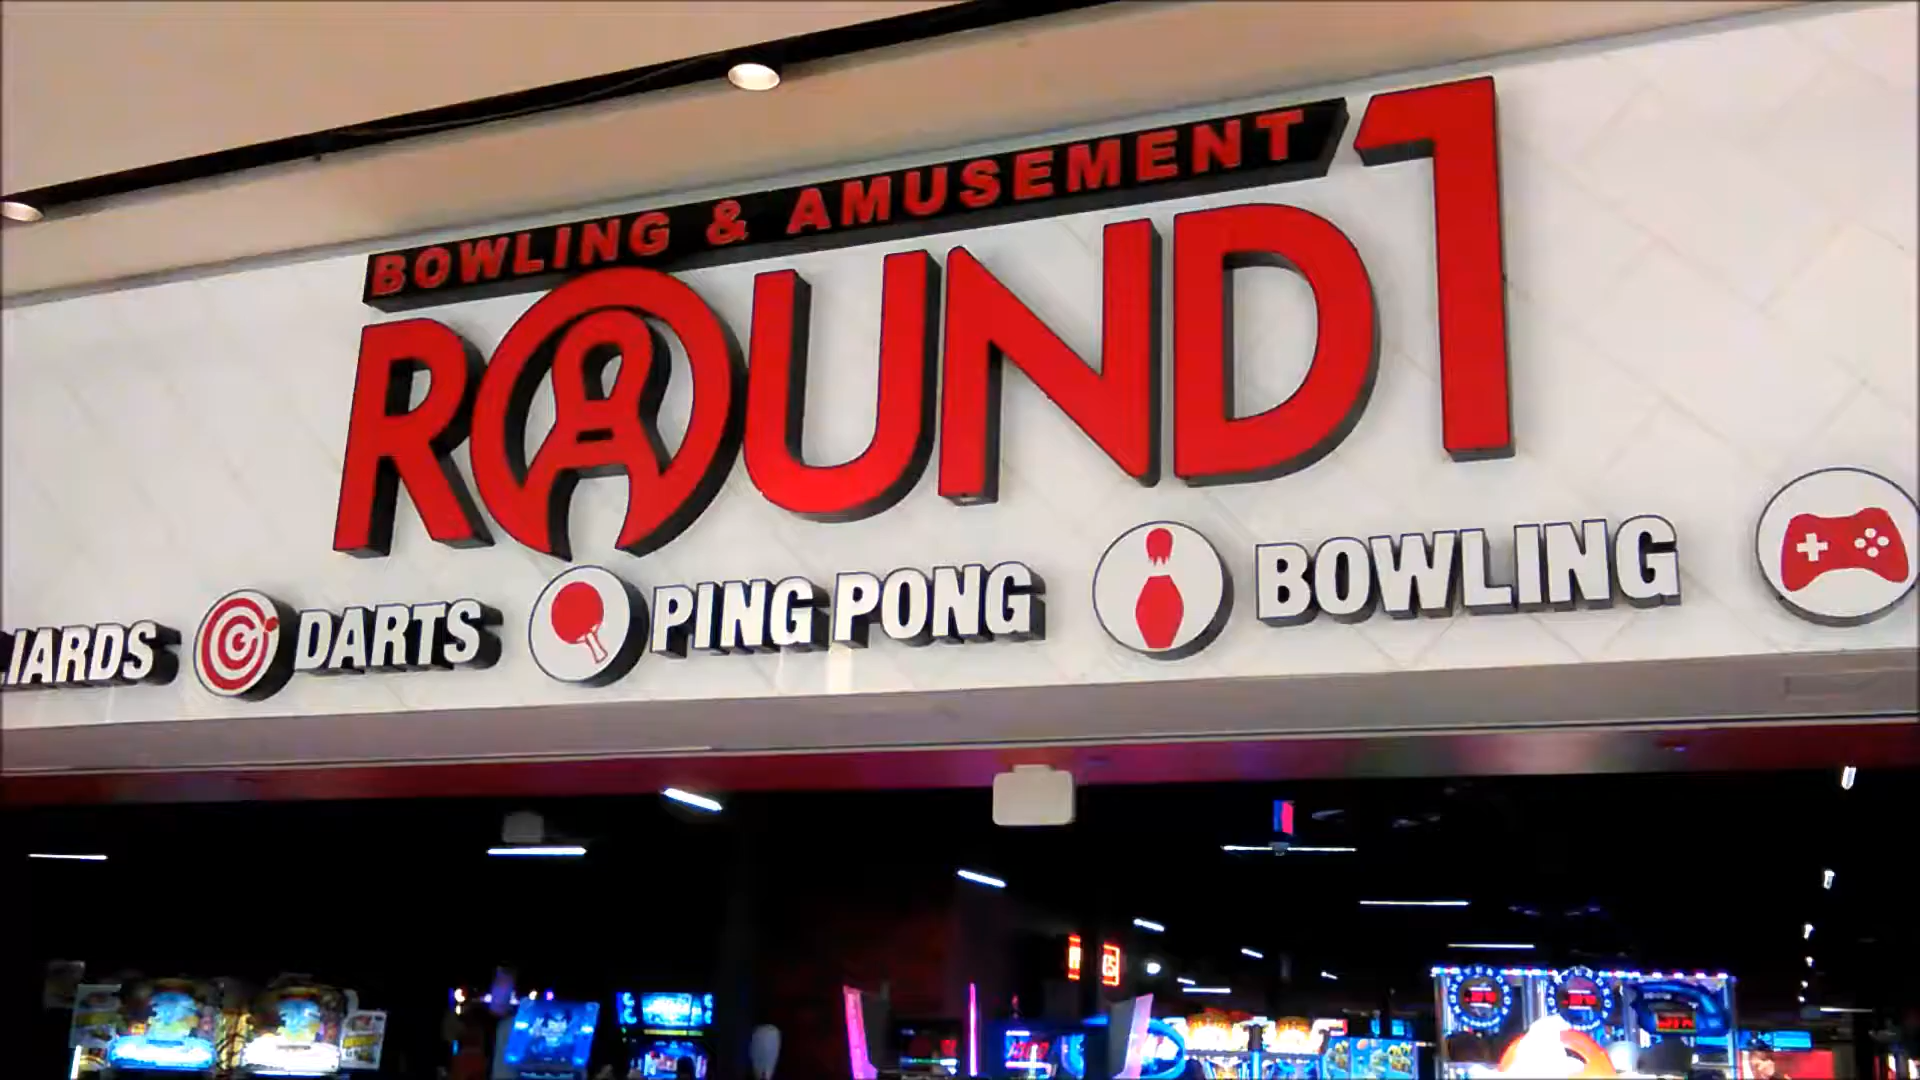 BOWLING & AMUSEMENT
ROUND1
LIARDS DARTS PING PONG BOWLING